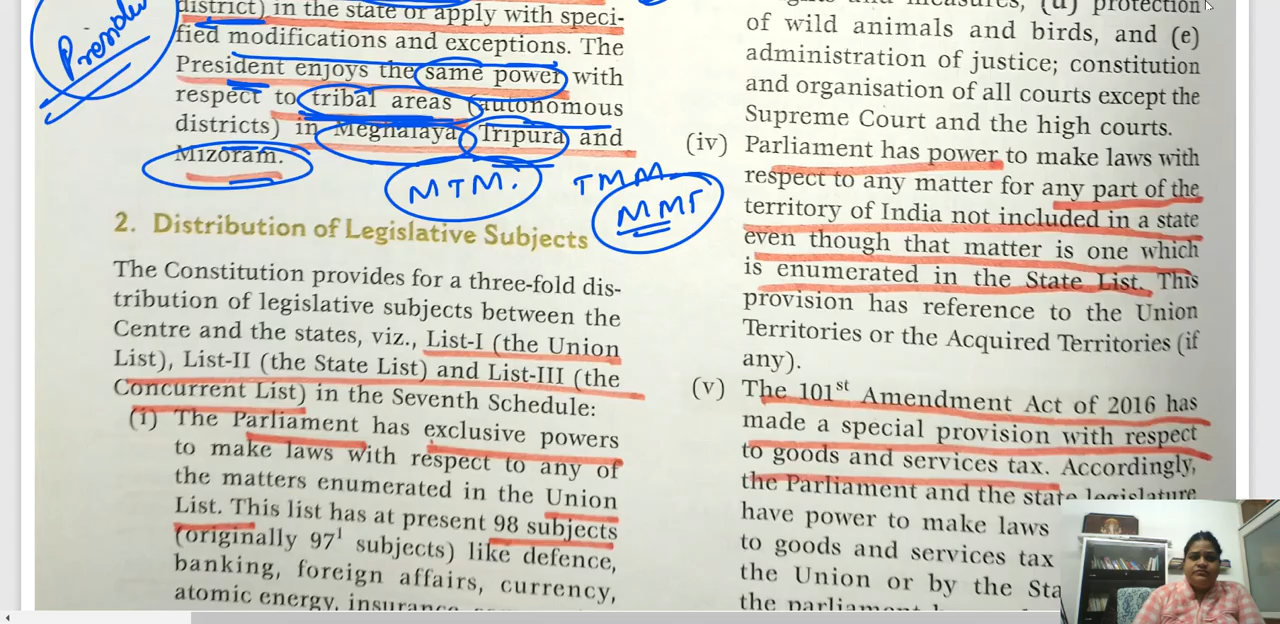 district) in the state or apply with speci-
fied modifications and exceptions. The
President enjoys the same power with
respect to tribal areas (autonomous
districts) in Meghalaya, Tripura and
Mizoram.
MTM.
TMM
MMT
2. Distribution of Legislative Subjects
The Constitution provides for a three-fold dis-
tribution of legislative subjects between the
Centre and the states, viz., List-I (the Union
List), List-II (the State List) and List-III (the
Concurrent List) in the Seventh Schedule:
(i) The Parliament has exclusive powers
to make laws with respect to any of
the matters enumerated in the Union
List. This list has at present 98 subjects
(originally 97¹ subjects) like defence,
banking, foreign affairs, currency,
atomic energy, insurance
measures, (d) protection
of wild animals and birds, and (e)
administration of justice; constitution
and organisation of all courts except the
Supreme Court and the high courts.
(iv) Parliament has power to make laws with
respect to any matter for any part of the
territory of India not included in a state
even though that matter is one which
is enumerated in the State List. This
provision has reference to the Union
Territories or the Acquired Territories (if
any).
(v) The 101st Amendment Act of 2016 has
made a special provision with respect
to goods and services tax. Accordingly,
the Parliament and the state legislature
have power to make laws
to goods and services tax
the Union or by the Sta
the parliament